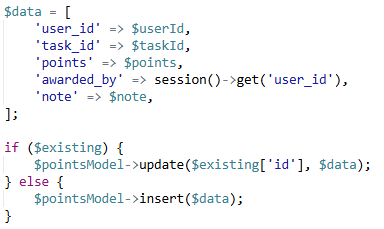 $data = [
    'user_id' => $userId,
    'task_id' => $taskId,
    'points' => $points,
    'awarded_by' => session()->get('user_id'),
    'note' => $note,
];

if ($existing) {
    $pointsModel->update($existing['id'], $data);
} else {
    $pointsModel->insert($data);
}